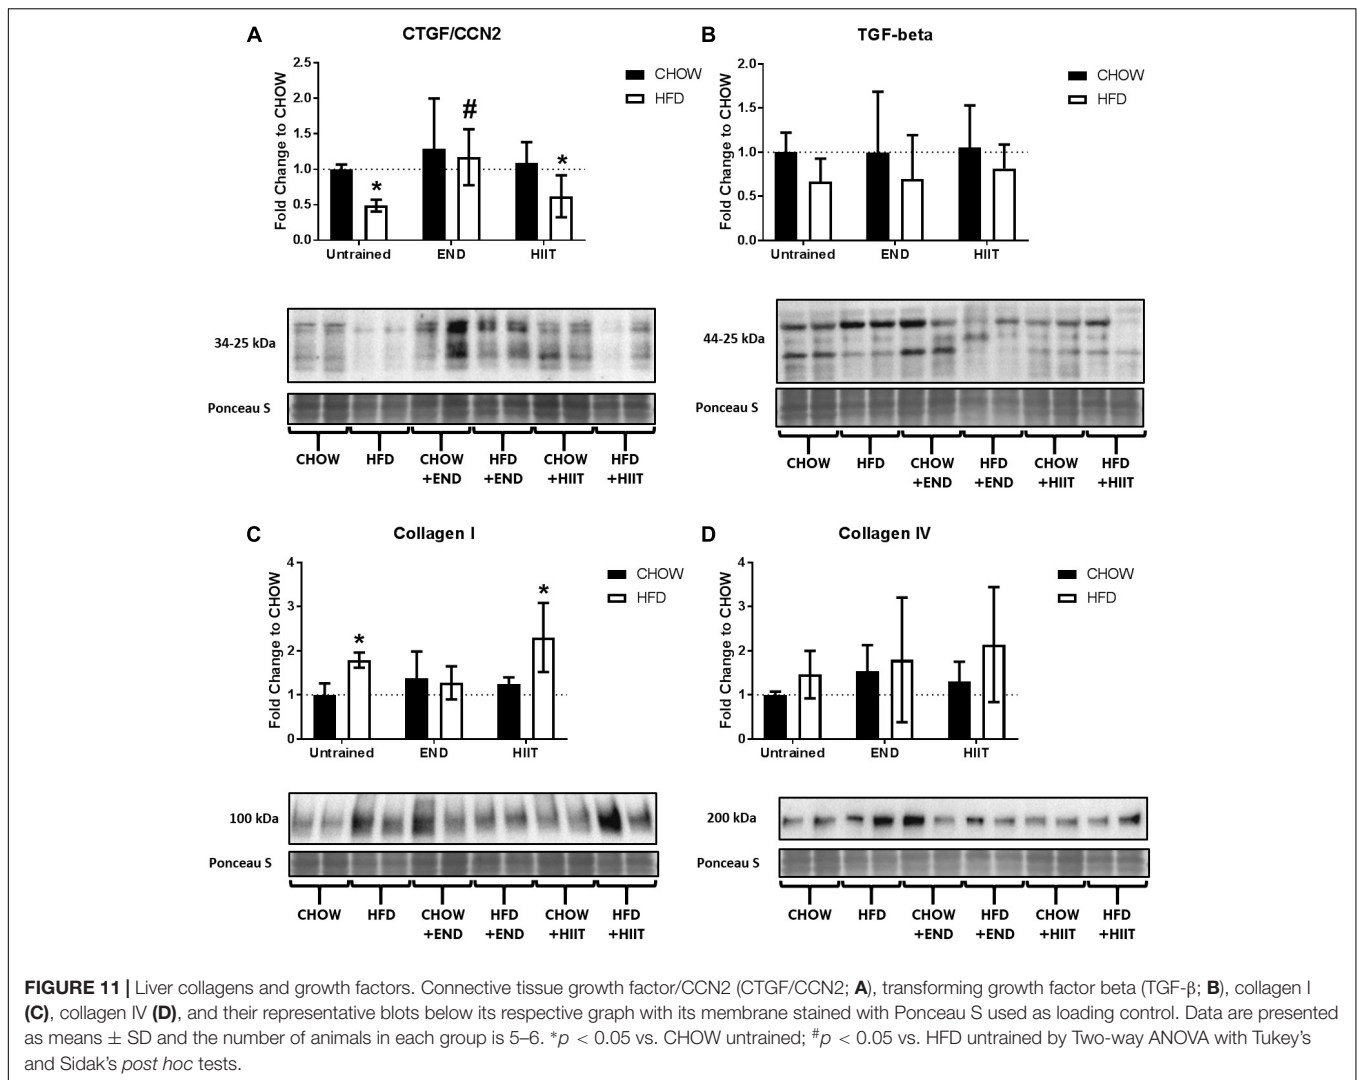 A
CTGF/CCN2
Fold Change to CHOW
2.5
2.0
1.5
1.0
0.5
0.0
*
#
*
Untrained
END
HIIT
CHOW
HFD
34-25 kDa
Ponceau S
CHOW
HFD
CHOW
+END
HFD
+END
CHOW
+HIIT
HFD
+HIIT
B
TGF-beta
Fold Change to CHOW
2.0
1.5
1.0
0.5
0.0
Untrained
END
HIIT
CHOW
HFD
44-25 kDa
Ponceau S
CHOW
HFD
CHOW
+END
HFD
+END
CHOW
+HIIT
HFD
+HIIT
C
Collagen I
Fold Change to CHOW
4
3
2
1
0
*
*
Untrained
END
HIIT
CHOW
HFD
100 kDa
Ponceau S
CHOW
HFD
CHOW
+END
HFD
+END
CHOW
+HIIT
HFD
+HIIT
D
Collagen IV
Fold Change to CHOW
4
3
2
1
0
Untrained
END
HIIT
CHOW
HFD
200 kDa
Ponceau S
CHOW
HFD
CHOW
+END
HFD
+END
CHOW
+HIIT
HFD
+HIIT
FIGURE 11 | Liver collagens and growth factors. Connective tissue growth factor/CCN2 (CTGF/CCN2; A), transforming growth factor beta (TGF-β; B), collagen I
(C), collagen IV (D), and their representative blots below its respective graph with its membrane stained with Ponceau S used as loading control. Data are presented
as means ± SD and the number of animals in each group is 5–6. *p < 0.05 vs. CHOW untrained; #p < 0.05 vs. HFD untrained by Two-way ANOVA with Tukey's
and Sidak's post hoc tests.